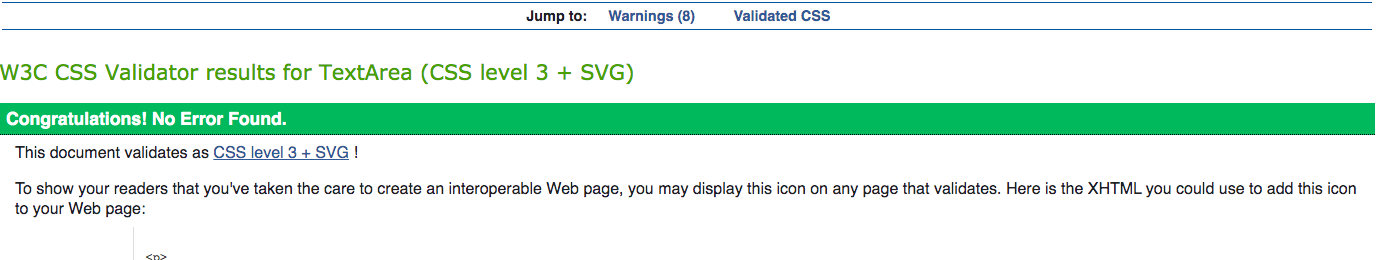 Jump to: Warnings (8) Validated CSS
W3C CSS Validator results for TextArea (CSS level 3 + SVG)
Congratulations! No Error Found.
This document validates as CSS level 3 + SVG !
To show your readers that you've taken the care to create an interoperable Web page, you may display this icon on any page that validates. Here is the XHTML you could use to add this icon
to your Web page:
<p>